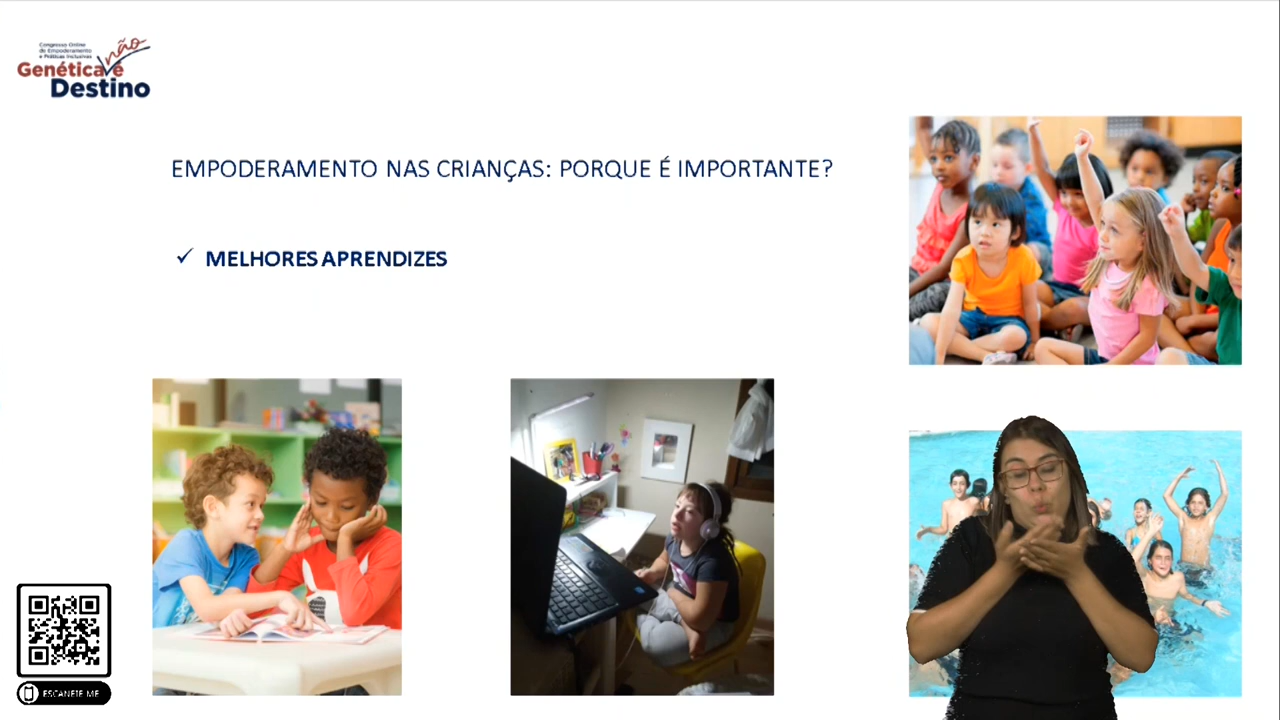 Congresso Online
de Empoderamento
e Práticas Inclusivas
não
Genética é
Destino
EMPODERAMENTO NAS CRIANÇAS: PORQUE É IMPORTANTE?
✓ MELHORES APRENDIZES
ESCANEIE ME